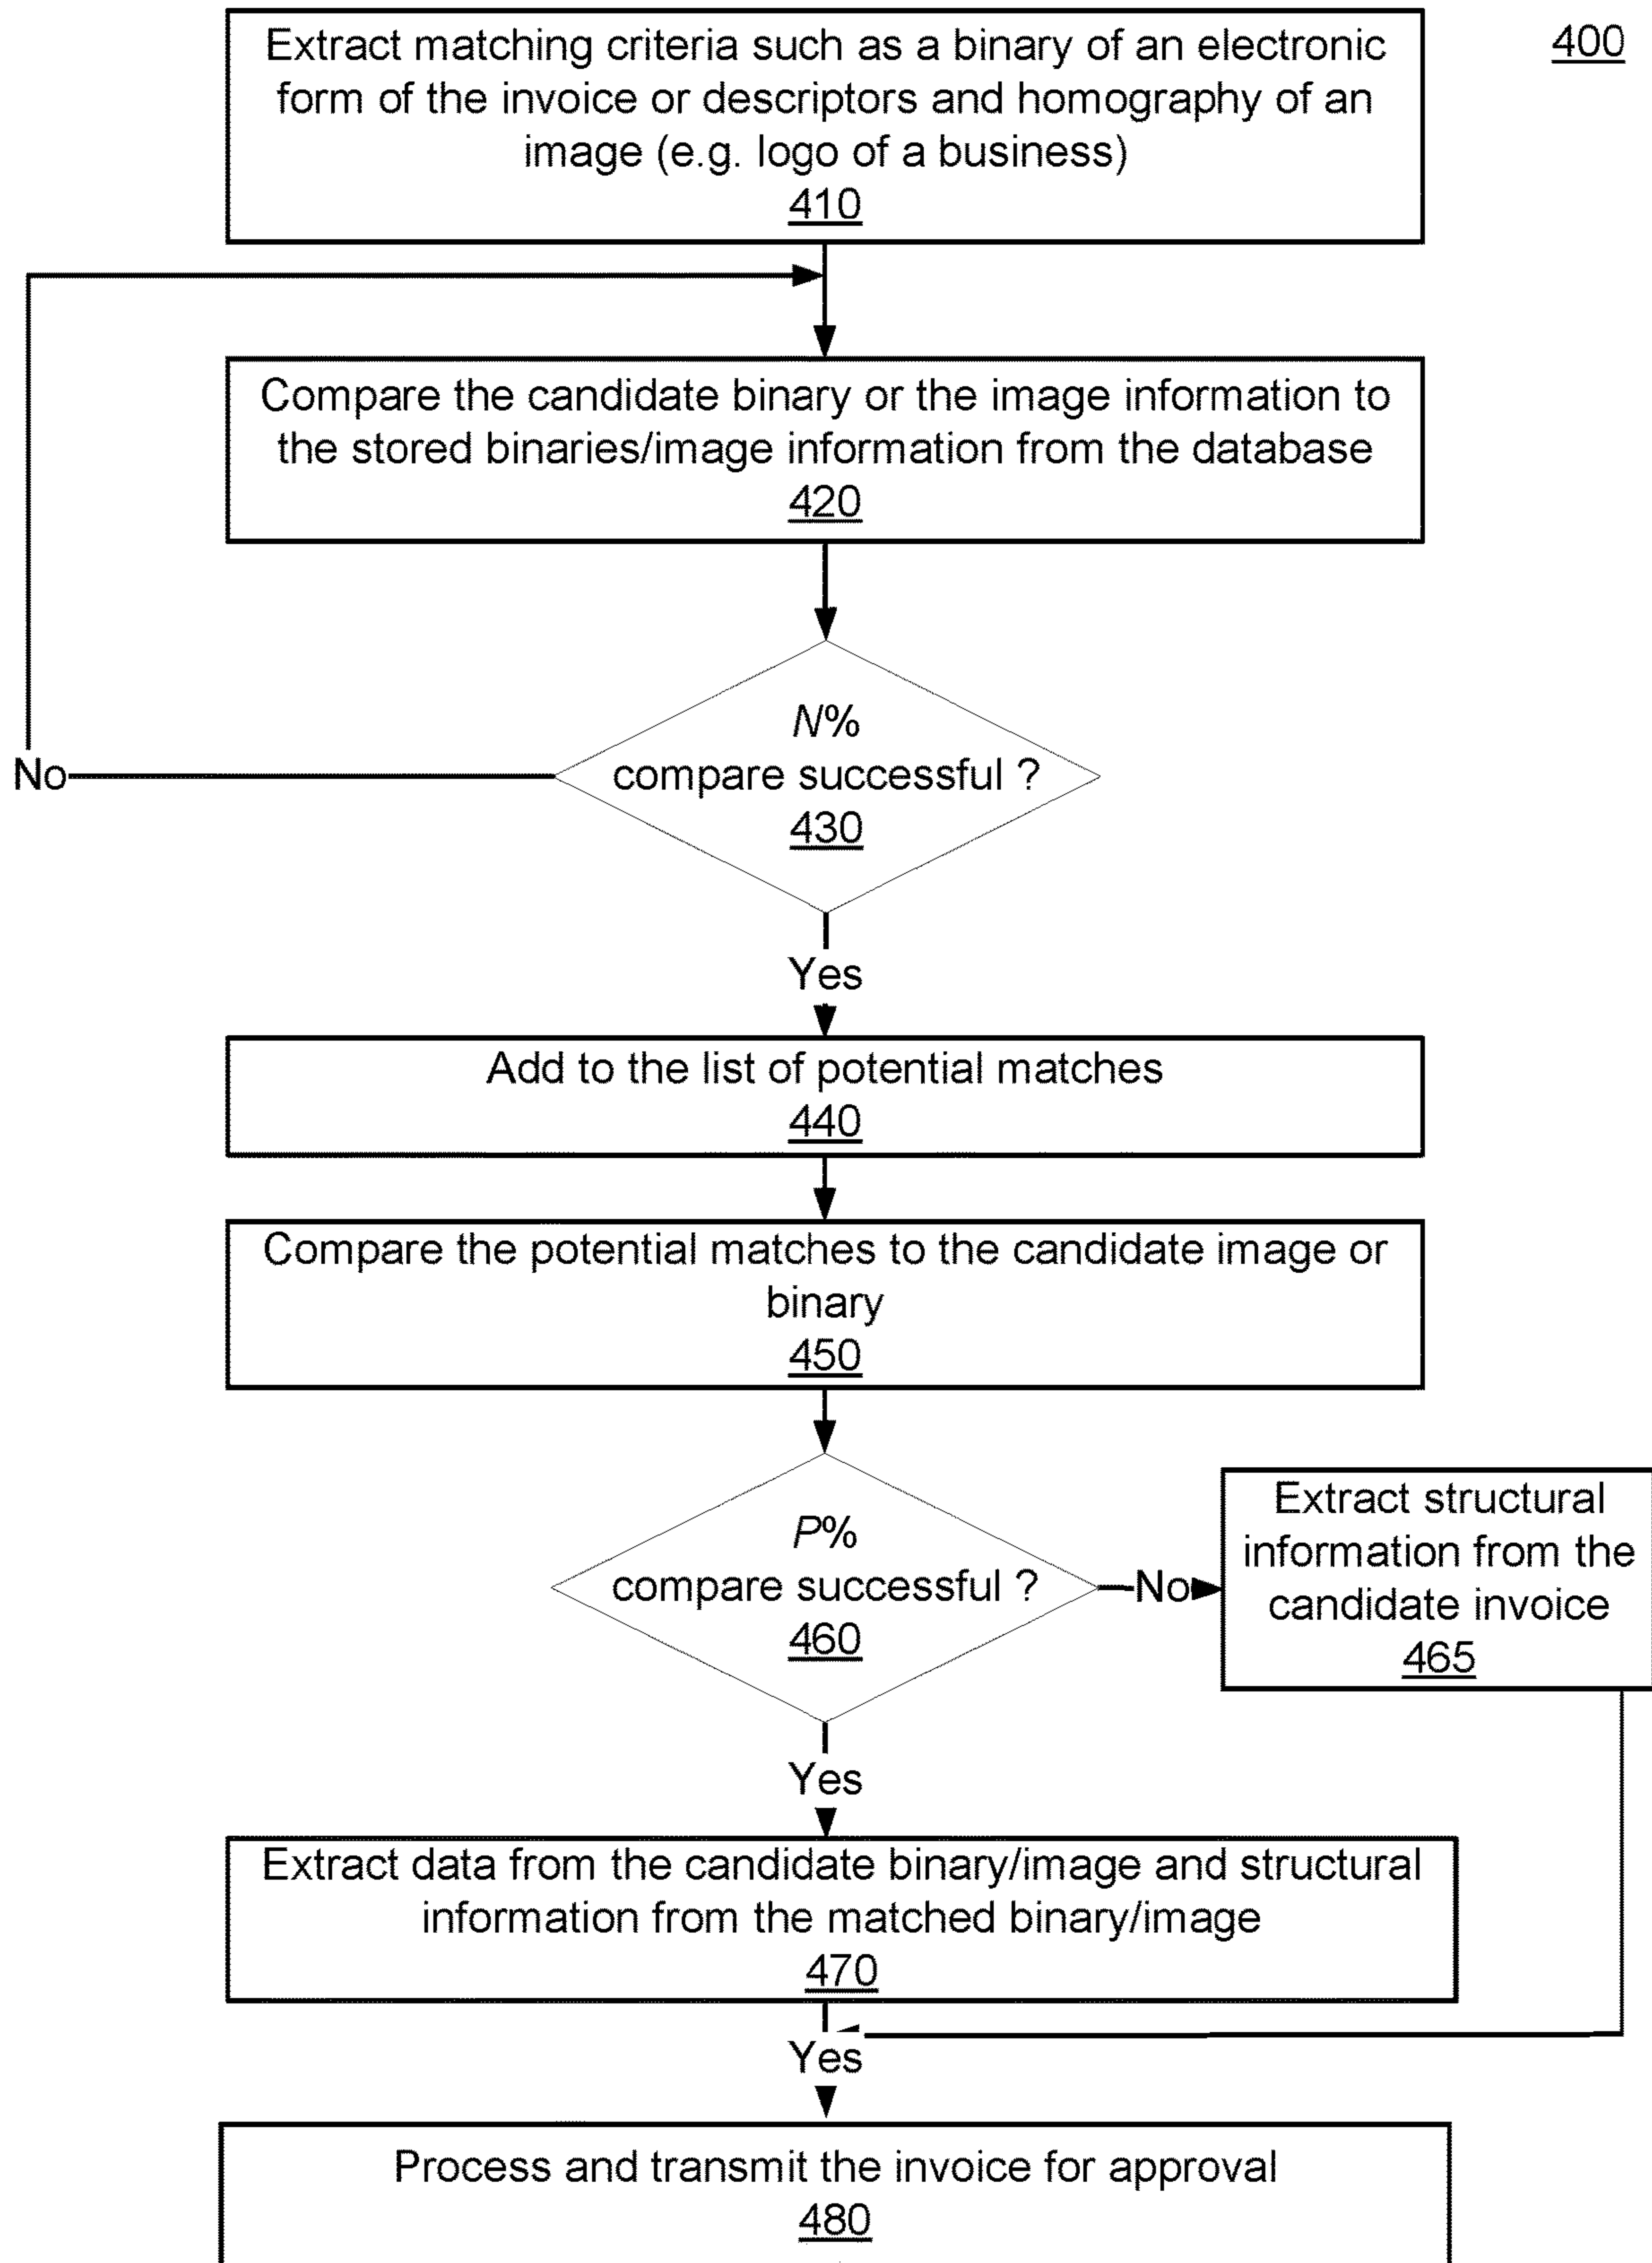 400
Extract matching criteria such as a binary of an electronic
form of the invoice or descriptors and homography of an
image (e.g. logo of a business)
410
Compare the candidate binary or the image information to
the stored binaries/image information from the database
420
N%
compare successful ?
430
No
Yes
Add to the list of potential matches
440
Compare the potential matches to the candidate image or
binary
450
P%
compare successful ?
460
No
Extract structural
information from the
candidate invoice
465
Yes
Extract data from the candidate binary/image and structural
information from the matched binary/image
470
Yes
Process and transmit the invoice for approval
480